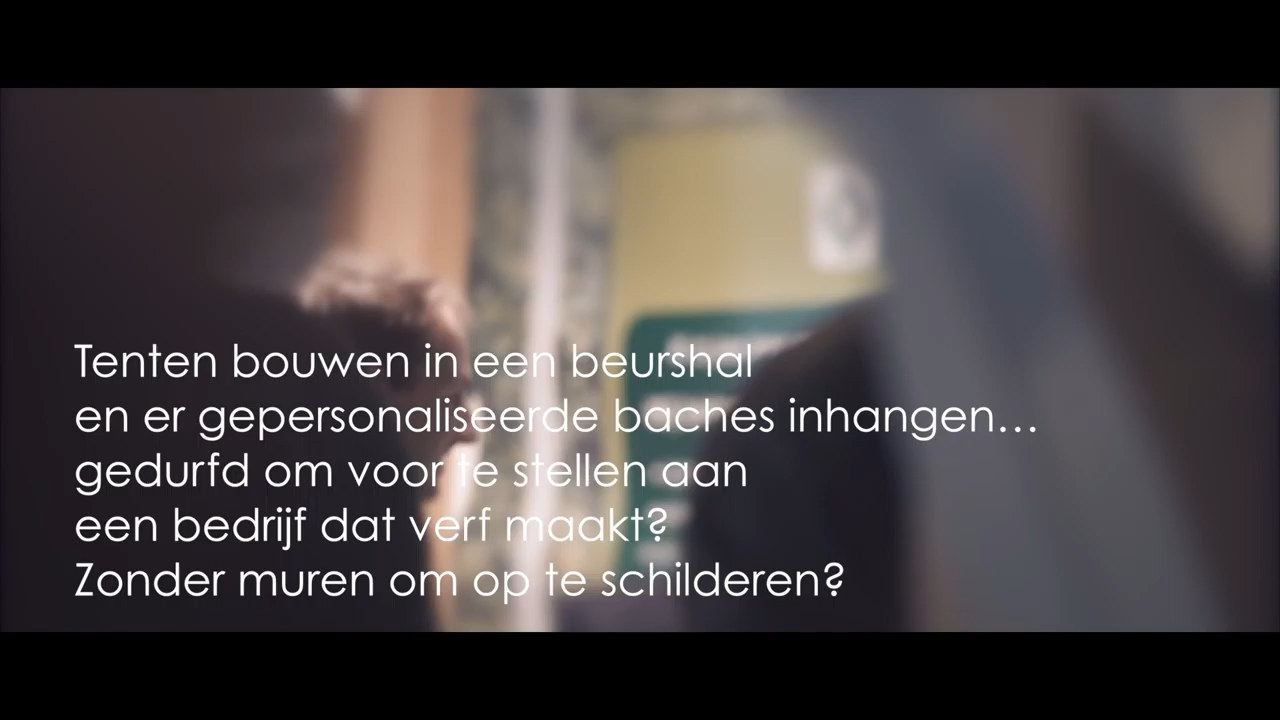 Tenten bouwen in een beurshal
en er gepersonaliseerde baches inhangen...
gedurfd om voor te stellen aan
een bedrijf dat verf maakt?
Zonder muren om op te schilderen?